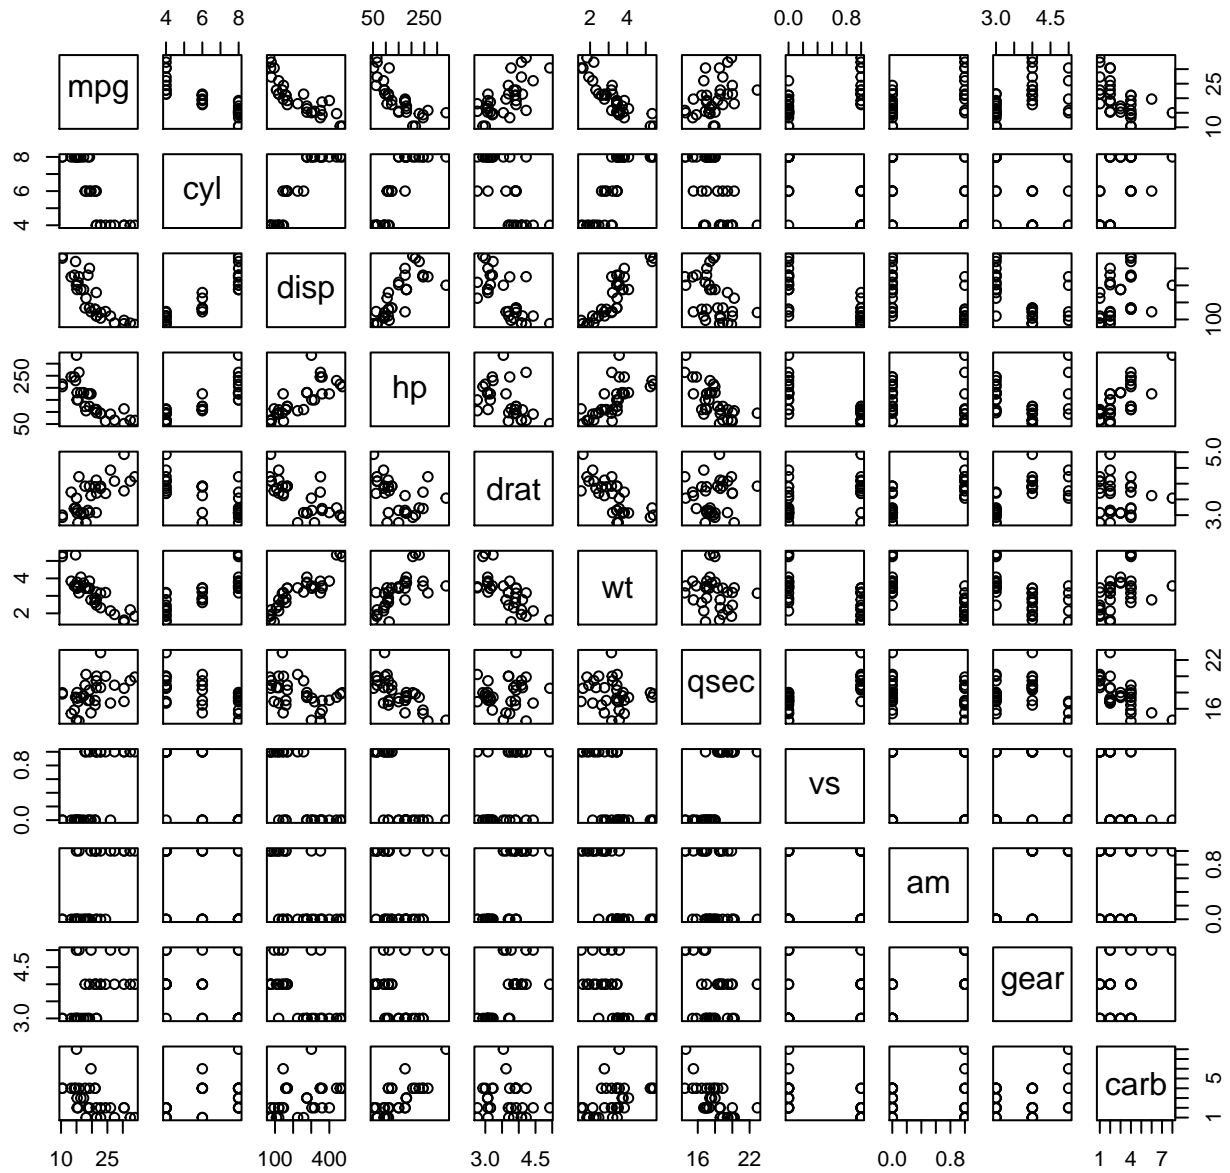 4 6 8 50 250 2 4 0.0 0.8 3.0 4.5
mpg 10 25
4 6 8 cyl
disp 100
50 250 hp
drat 3.0 5.0
2 4 wt
qsec 16 22
0.0 0.8 vs
am 0.0 0.8
3.0 4.5 gear
carb 1 5
10 25 100 400 3.0 4.5 16 22 0.0 0.8 1 4 7